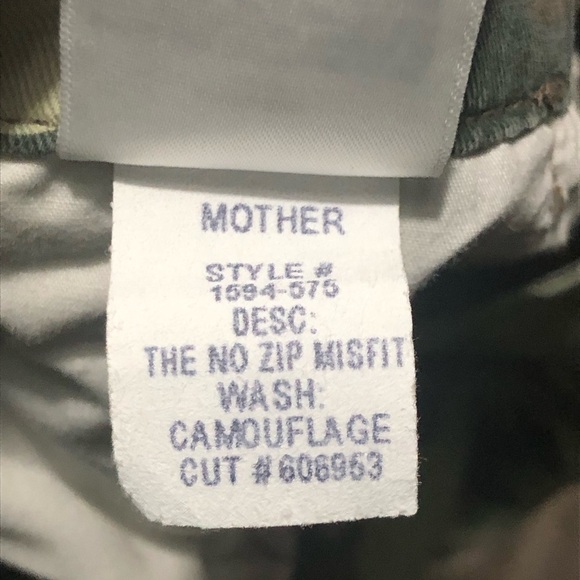 MOTHER
STYLE #
1594-575
DESC:
THE NO ZIP MISFIT
WASH:
CAMOUFLAGE
CUT #606953